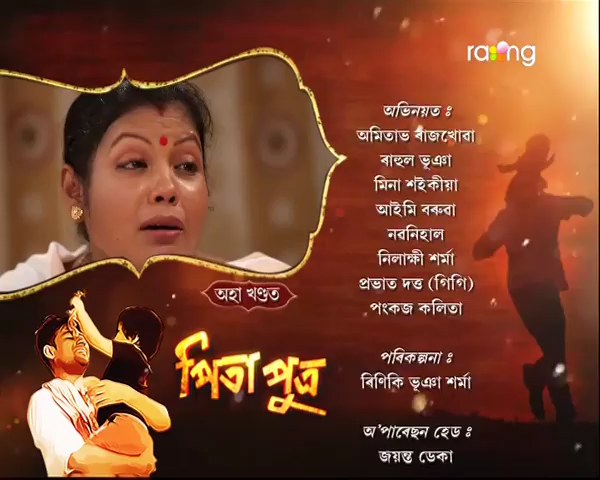 rang
অভিনয়ত ঃ
অমিতাভ ৰাজখোৱা
ৰাহুল ভূঞা
মিনা শইকীয়া
আইমি বৰুৱা
নৱনিহাল
নিলাক্ষী শৰ্মা
প্ৰভাত দত্ত (গিগি)
পংকজ কলিতা
অহা খণ্ডত
পিতা পুত্ৰ
পৰিকল্পনা ঃ
ৰিণিকি ভূঞা শৰ্মা
অ'পাৰেছন হেড ঃ
জয়ন্ত ডেকা